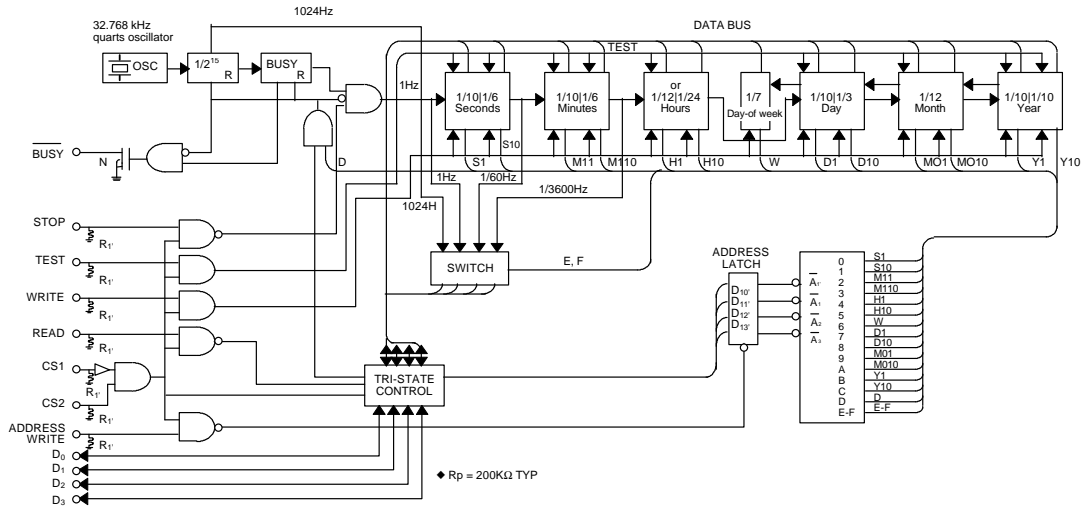 1024Hz
DATA BUS
32.768 kHz
quarts oscillator
TEST
OSC
1/2¹⁵
R
BUSY
R
1Hz
1/10|1/6
Seconds
1/10|1/6
Minutes
or
1/12|1/24
Hours
1/7
Day-of week
1/10|1/3
Day
1/12
Month
1/10|1/10
Year
BUSY
N
D
S1
S10
M11
M110
H1
H10
W
D1
D10
MO1
MO10
Y1
Y10
1Hz
1/60Hz
1/3600Hz
1024H
STOP
R₁'
TEST
R₁'
WRITE
R₁'
READ
R₁'
CS1
R₁'
CS2
R₁'
ADDRESS
WRITE
R₁'
D₀
D₁
D₂
D₃
SWITCH
E, F
TRI-STATE
CONTROL
◆ Rp = 200KΩ TYP
ADDRESS
LATCH
D₁₀'
D₁₁'
D₁₂'
D₁₃'
A₁'
A₁
A₂
A₃
0 S1
1 S10
2 M11
3 M110
4 H1
5 H10
6 W
7 D1
8 D10
9 M01
A M010
B Y1
C Y10
D D
E-F E-F